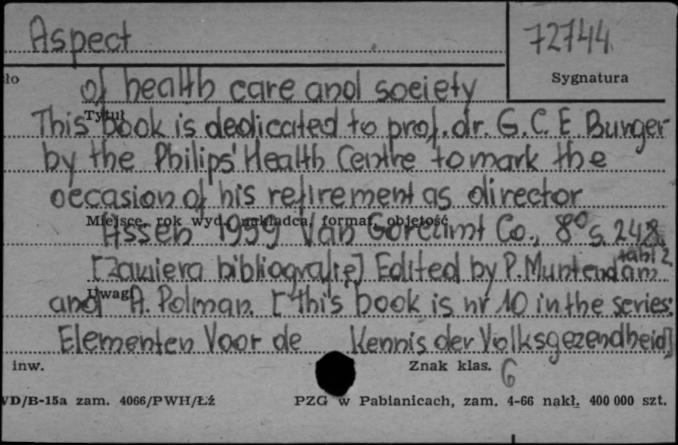 Aspect
72744
ło
Sygnatura
of health care and society
Tytuł
This book is dedicated to prof. dr. G. C. E. Burger
by the Philips' Health Centre to mark the
occasion of his retirement as director
Miejsce, rok wyd., nakładca, format, objętość
Assen 1959 Van Gorcumt Co., 8° s. 248
tabl 2
[Zawiera bibliografię] Edited by P. Muntendam
Uwagi
and A. Polman. [This book is nr 10 in the series:
Elementen Voor de Kennis der Volksgezendheid]
inw.
Znak klas. G
WD/B-15a zam. 4066/PWH/Łź
PZG w Pabianicach, zam. 4-66 nakł. 400 000 szt.